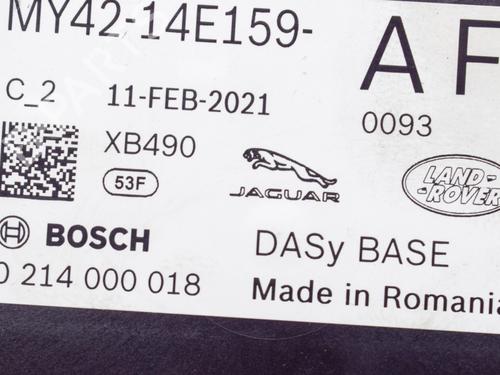 MY42-14E159-
AF
C_2
11-FEB-2021
0093
XB490
53F
JAGUAR
LAND-
ROVER
BOSCH
DASy BASE
0 214 000 018
Made in Romania